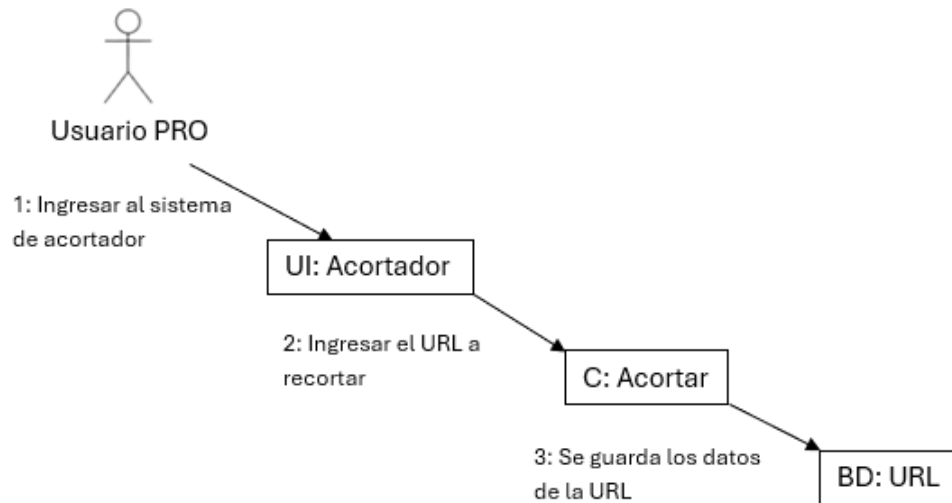 Usuario PRO
1: Ingresar al sistema
de acortador
UI: Acortador
2: Ingresar el URL a
recortar
C: Acortar
3: Se guarda los datos
de la URL
BD: URL